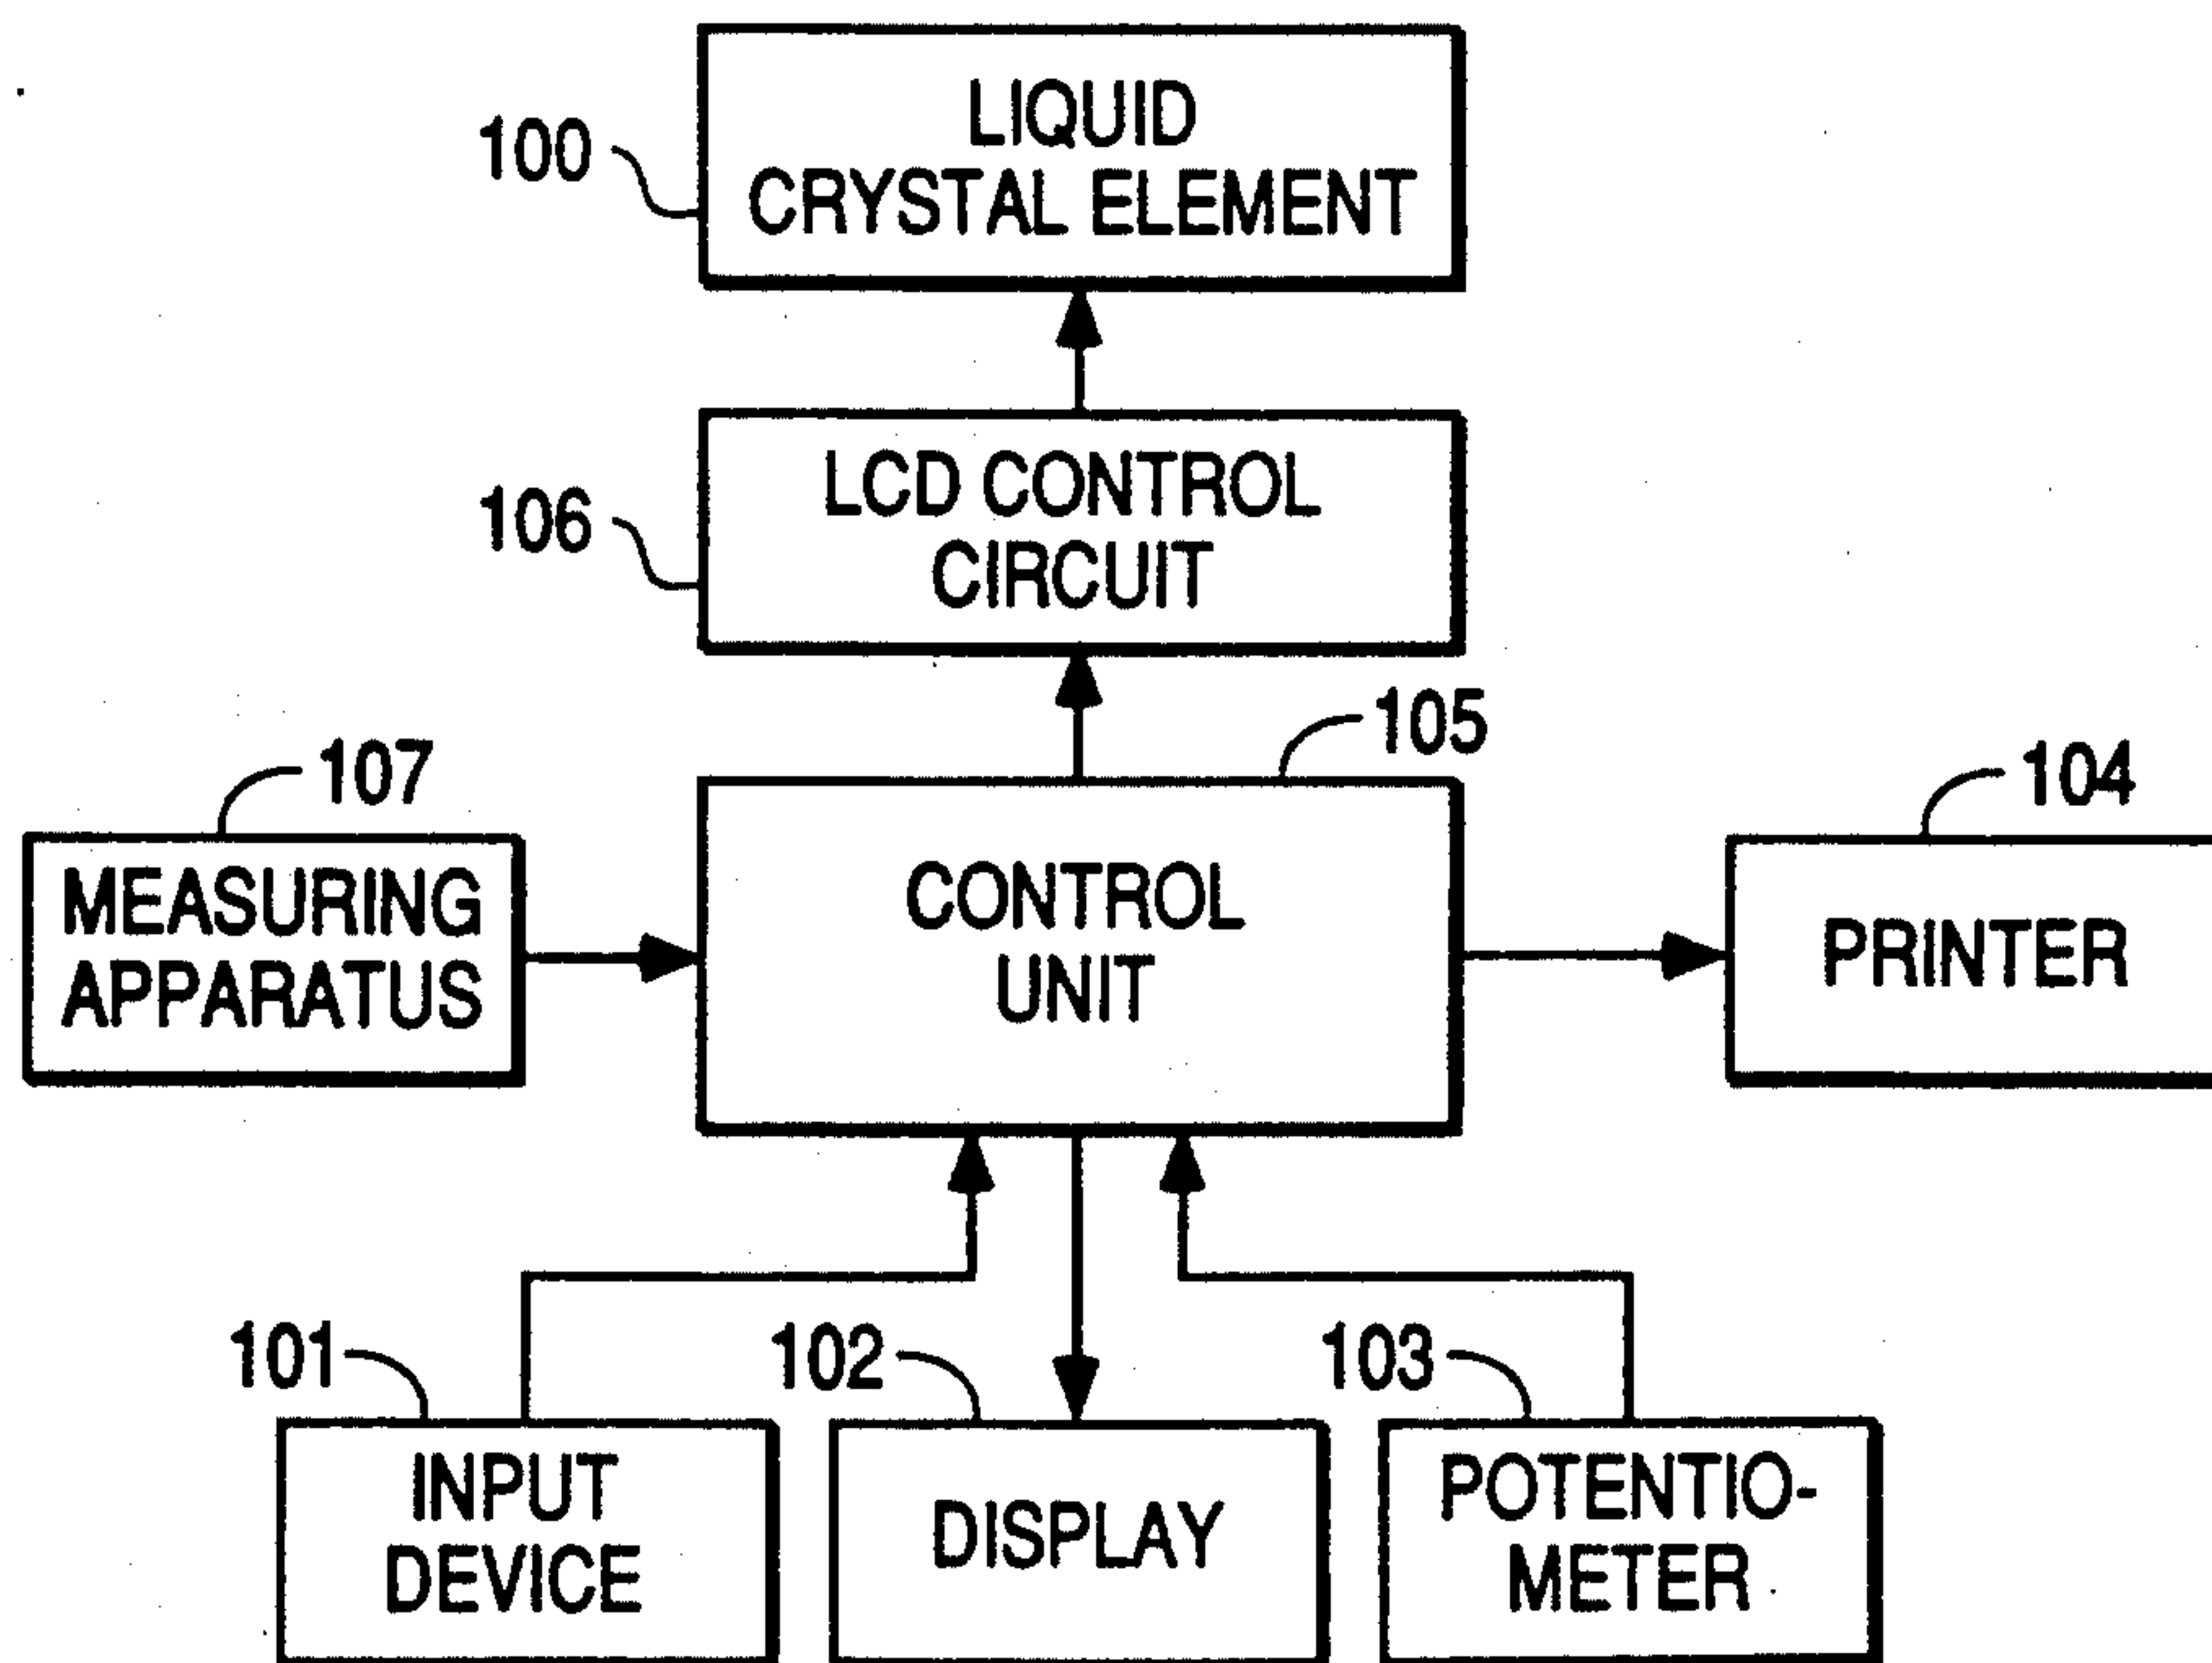 LIQUID
CRYSTAL ELEMENT
100
LCD CONTROL
CIRCUIT
106
105
107
104
MEASURING
APPARATUS
CONTROL
UNIT
PRINTER
101
102
103
INPUT
DEVICE
DISPLAY
POTENTIO-
METER